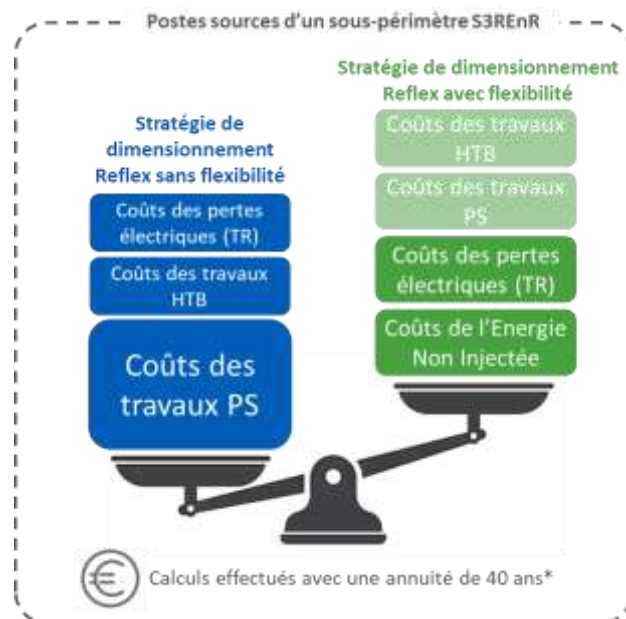 Postes sources d'un sous-périmètre S3REnR
Stratégie de
dimensionnement
Reflex sans flexibilité
Coûts des pertes
électriques (TR)
Coûts des travaux
HTB
Coûts des
travaux PS
Stratégie de dimensionnement
Reflex avec flexibilité
Coûts des travaux
HTB
Coûts des travaux
PS
Coûts des pertes
électriques (TR)
Coûts de l'Energie
Non Injectée
Calculs effectués avec une annuité de 40 ans*